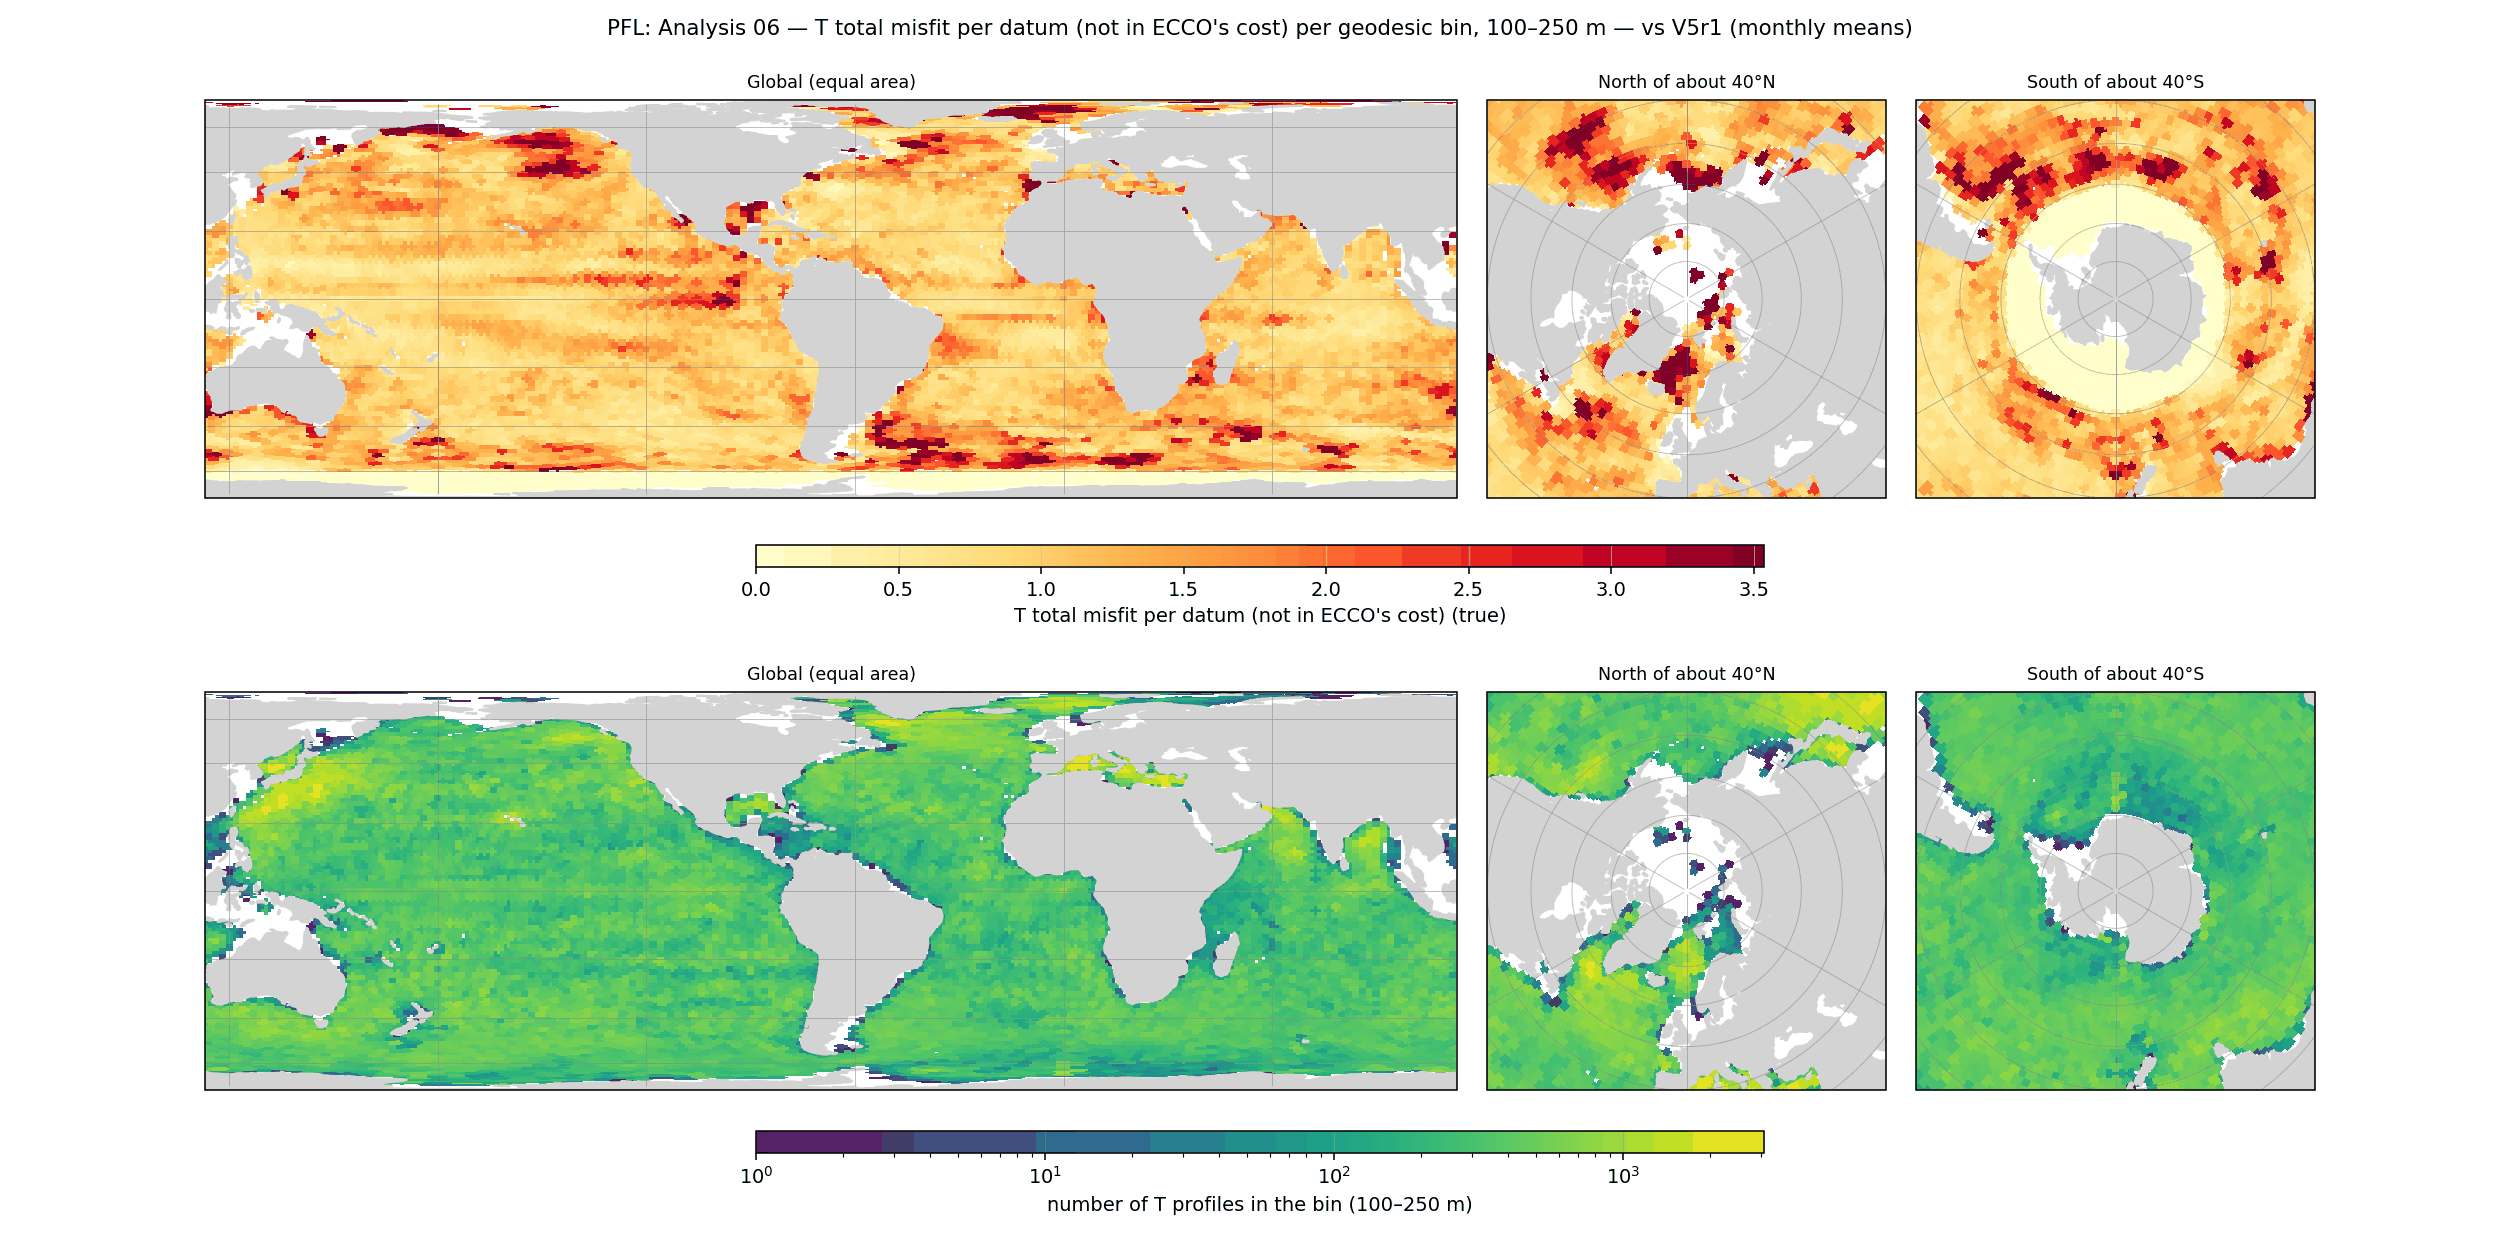 PFL: Analysis 06 — T total misfit per datum (not in ECCO's cost) per geodesic bin, 100–250 m — vs V5r1 (monthly means)
Global (equal area)
North of about 40°N
South of about 40°S
0.0 0.5 1.0 1.5 2.0 2.5 3.0 3.5
T total misfit per datum (not in ECCO's cost) (true)
Global (equal area)
North of about 40°N
South of about 40°S
10⁰ 10¹ 10² 10³
number of T profiles in the bin (100–250 m)